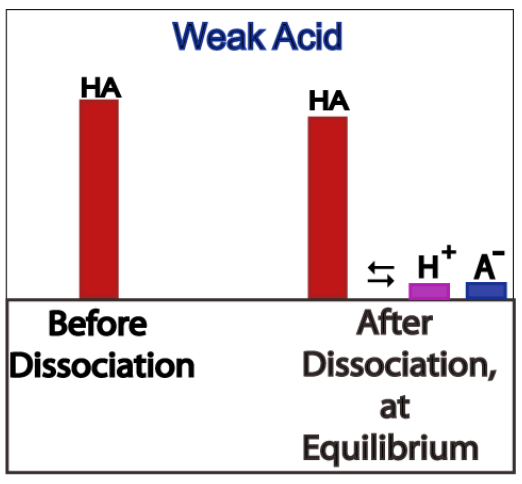 Weak Acid
HA
HA
⇆ H⁺ A⁻
Before
Dissociation
After
Dissociation,
at
Equilibrium